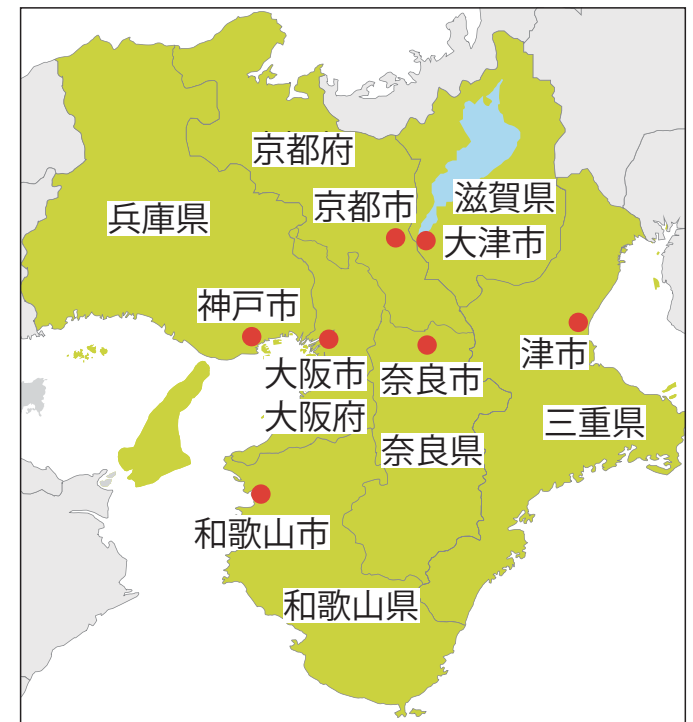 京都府
京都市
滋賀県
兵庫県
大津市
神戸市
津市
大阪市
奈良市
大阪府
三重県
奈良県
和歌山市
和歌山県